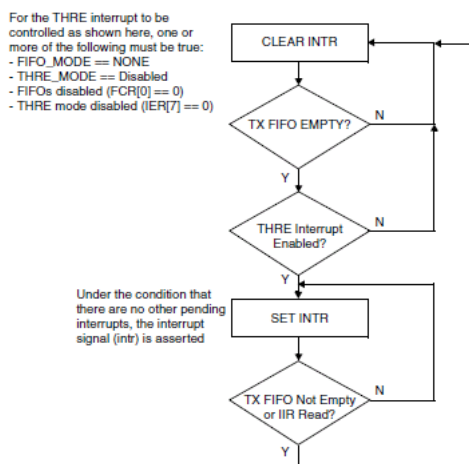 For the THRE interrupt to be
controlled as shown here, one or
more of the following must be true:
- FIFO_MODE == NONE
- THRE_MODE == Disabled
- FIFOs disabled (FCR[0] == 0)
- THRE mode disabled (IER[7] == 0)
CLEAR INTR
TX FIFO EMPTY?
N
Y
THRE Interrupt
Enabled?
N
Y
Under the condition that
there are no other pending
interrupts, the interrupt
signal (intr) is asserted
SET INTR
TX FIFO Not Empty
or IIR Read?
N
Y